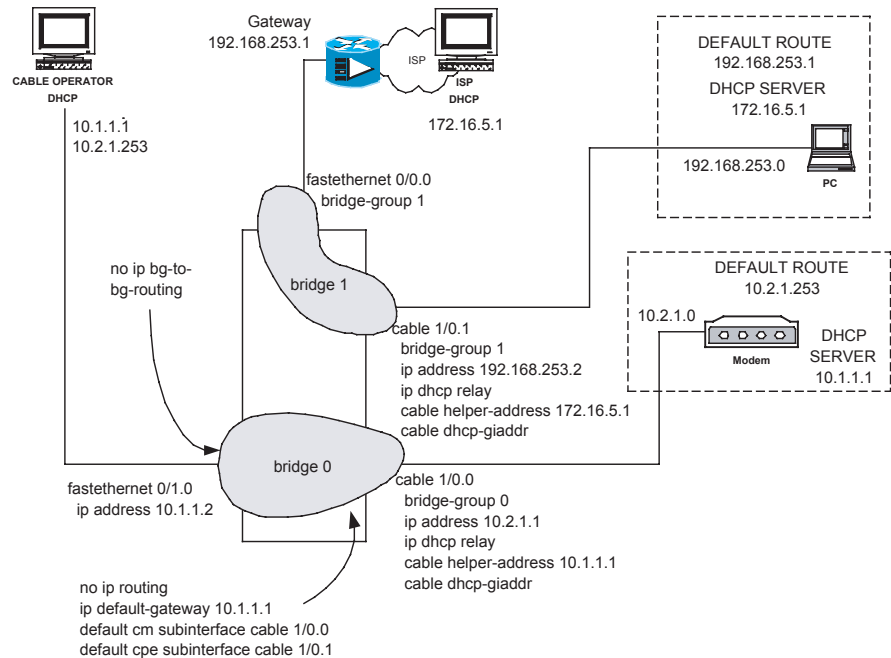 Gateway
192.168.253.1
CABLE OPERATOR
DHCP
10.1.1.1
10.2.1.253
ISP
ISP
DHCP
172.16.5.1
DEFAULT ROUTE
192.168.253.1
DHCP SERVER
172.16.5.1
192.168.253.0
PC
fastethernet 0/0.0
bridge-group 1
no ip bg-to-
bg-routing
bridge 1
DEFAULT ROUTE
10.2.1.253
10.2.1.0
Modem
DHCP
SERVER
10.1.1.1
cable 1/0.1
bridge-group 1
ip address 192.168.253.2
ip dhcp relay
cable helper-address 172.16.5.1
cable dhcp-giaddr
bridge 0
fastethernet 0/1.0
ip address 10.1.1.2
cable 1/0.0
bridge-group 0
ip address 10.2.1.1
ip dhcp relay
cable helper-address 10.1.1.1
cable dhcp-giaddr
no ip routing
ip default-gateway 10.1.1.1
default cm subinterface cable 1/0.0
default cpe subinterface cable 1/0.1